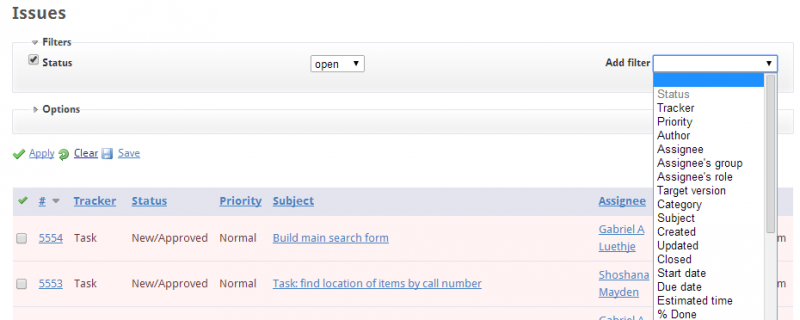 Issues
Filters
Status open Add filter
Status
Tracker
Priority
Author
Assignee
Assignee's group
Assignee's role
Target version
Category
Subject
Created
Updated
Closed
Start date
Due date
Estimated time
% Done
Options
Apply Clear Save
# Tracker Status Priority Subject Assignee
5554 Task New/Approved Normal Build main search form Gabriel A Luethje
5553 Task New/Approved Normal Task: find location of items by call number Shoshana Mayden
Gabriel A